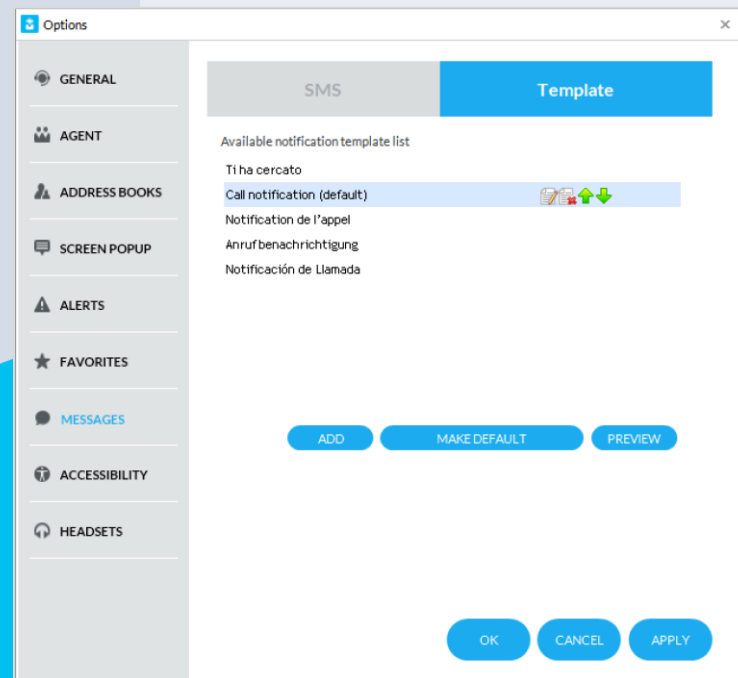 Options
GENERAL
AGENT
ADDRESS BOOKS
SCREEN POPUP
ALERTS
FAVORITES
MESSAGES
ACCESSIBILITY
HEADSETS
SMS
Template
Available notification template list
Ti ha cercato
Call notification (default)
Notification de l'appel
Anrufbenachrichtigung
Notificación de Llamada
ADD
MAKE DEFAULT
PREVIEW
OK
CANCEL
APPLY